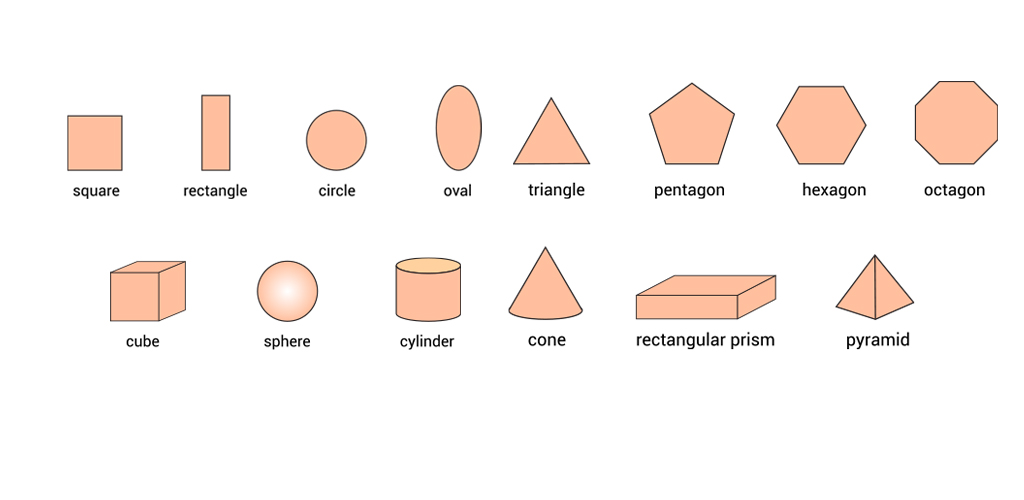 square rectangle circle oval triangle pentagon hexagon octagon
cube sphere cylinder cone rectangular prism pyramid